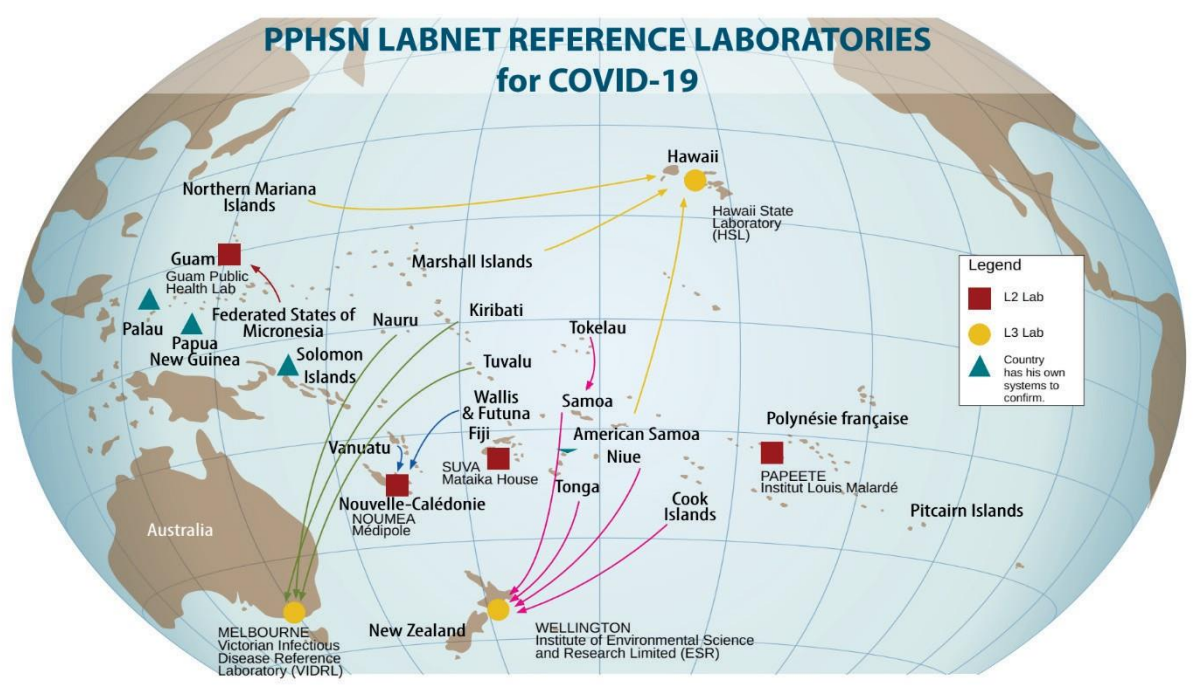 PPHSN LABNET REFERENCE LABORATORIES
for COVID-19
Hawaii
Hawaii State
Laboratory
(HSL)
Northern Mariana
Islands
Guam
Guam Public
Health Lab
Marshall Islands
Palau
Papua
New Guinea
Federated States of
Micronesia
Solomon
Islands
Nauru
Kiribati
Tuvalu
Tokelau
Wallis
& Futuna
Samoa
Fiji
SUVA
Mataika House
American Samoa
Niue
Vanuatu
Tonga
Nouvelle-Calédonie
NOUMEA
Médipole
Cook
Islands
Polynésie française
PAPEETE
Institut Louis Malardé
Pitcairn Islands
Australia
MELBOURNE
Victorian Infectious
Disease Reference
Laboratory (VIDRL)
New Zealand
WELLINGTON
Institute of Environmental Science
and Research Limited (ESR)
Legend
L2 Lab
L3 Lab
Country
has his own
systems to
confirm.